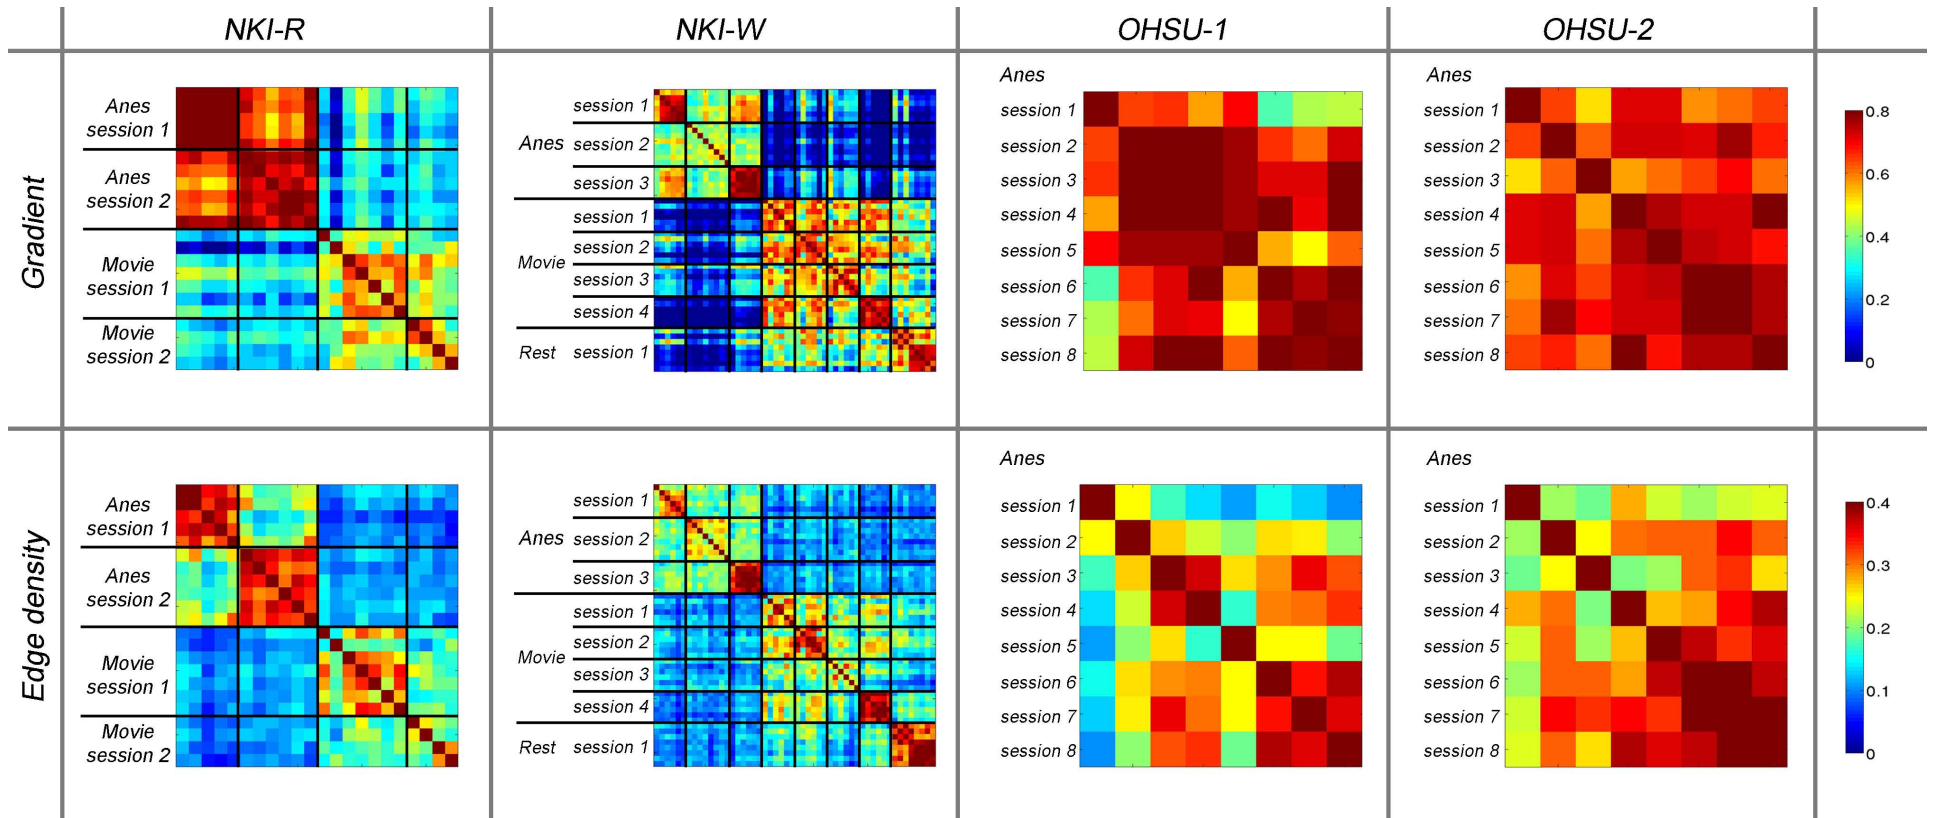 NKI-R NKI-W OHSU-1 OHSU-2
Gradient
Anes
session 1
Anes
session 2
Movie
session 1
Movie
session 2
Anes
session 1
session 2
session 3
Movie
session 1
session 2
session 3
session 4
Rest session 1
Anes
session 1
session 2
session 3
session 4
session 5
session 6
session 7
session 8
Anes
session 1
session 2
session 3
session 4
session 5
session 6
session 7
session 8
0.8
0.6
0.4
0.2
0
Edge density
Anes
session 1
Anes
session 2
Movie
session 1
Movie
session 2
Anes
session 1
session 2
session 3
Movie
session 1
session 2
session 3
session 4
Rest session 1
Anes
session 1
session 2
session 3
session 4
session 5
session 6
session 7
session 8
Anes
session 1
session 2
session 3
session 4
session 5
session 6
session 7
session 8
0.4
0.3
0.2
0.1
0